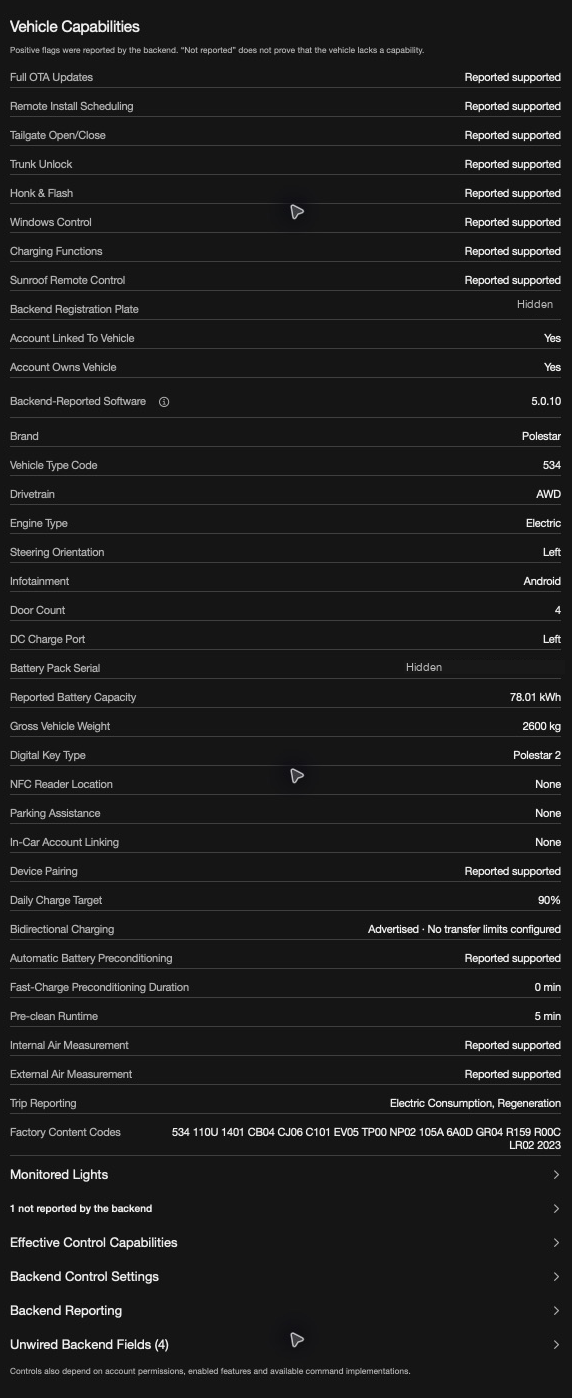 Vehicle Capabilities
Positive flags were reported by the backend. "Not reported" does not prove that the vehicle lacks a capability.
Full OTA Updates Reported supported
Remote Install Scheduling Reported supported
Tailgate Open/Close Reported supported
Trunk Unlock Reported supported
Honk & Flash Reported supported
Windows Control Reported supported
Charging Functions Reported supported
Sunroof Remote Control Reported supported
Backend Registration Plate Hidden
Account Linked To Vehicle Yes
Account Owns Vehicle Yes
Backend-Reported Software 5.0.10
Brand Polestar
Vehicle Type Code 534
Drivetrain AWD
Engine Type Electric
Steering Orientation Left
Infotainment Android
Door Count 4
DC Charge Port Left
Battery Pack Serial Hidden
Reported Battery Capacity 78.01 kWh
Gross Vehicle Weight 2600 kg
Digital Key Type Polestar 2
NFC Reader Location None
Parking Assistance None
In-Car Account Linking None
Device Pairing Reported supported
Daily Charge Target 90%
Bidirectional Charging Advertised · No transfer limits configured
Automatic Battery Preconditioning Reported supported
Fast-Charge Preconditioning Duration 0 min
Pre-clean Runtime 5 min
Internal Air Measurement Reported supported
External Air Measurement Reported supported
Trip Reporting Electric Consumption, Regeneration
Factory Content Codes 534 110U 1401 CB04 CJ06 C101 EV05 TP00 NP02 105A 6A0D GR04 R159 R00C
LR02 2023
Monitored Lights
1 not reported by the backend
Effective Control Capabilities
Backend Control Settings
Backend Reporting
Unwired Backend Fields (4)
Controls also depend on account permissions, enabled features and available command implementations.